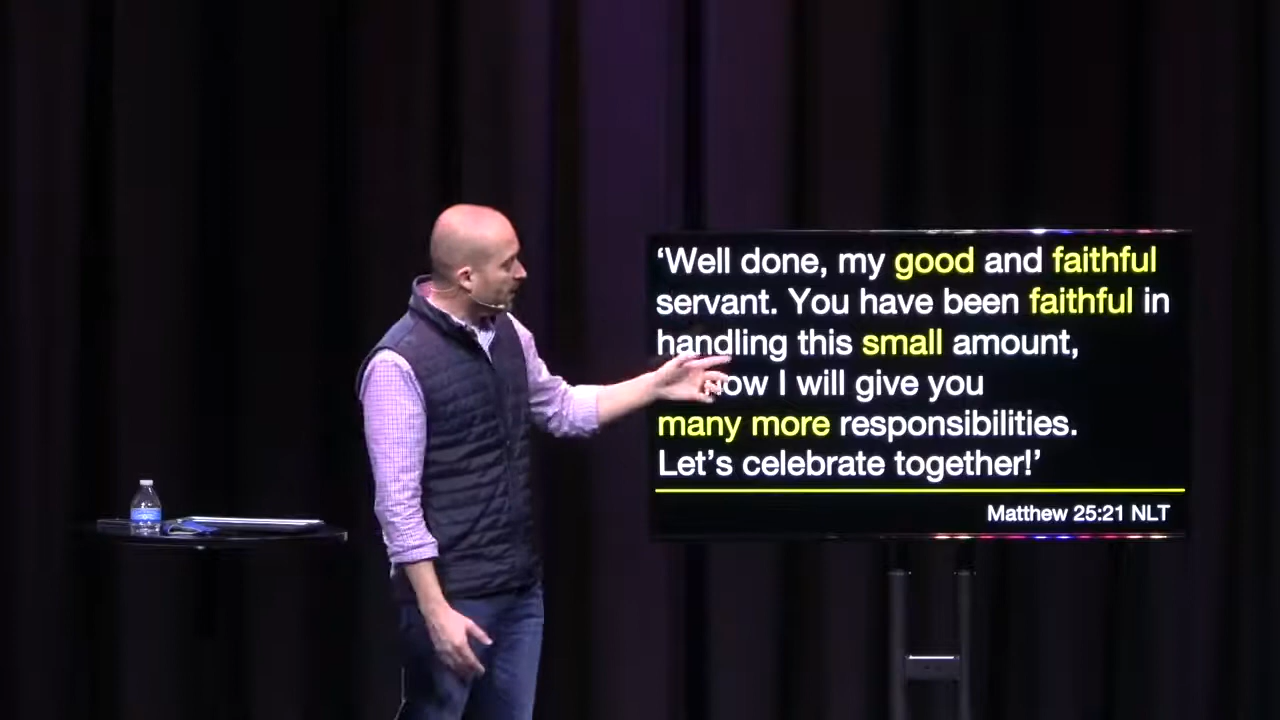 ‘Well done, my good and faithful
servant. You have been faithful in
handling this small amount,
now I will give you
many more responsibilities.
Let’s celebrate together!’
Matthew 25:21 NLT